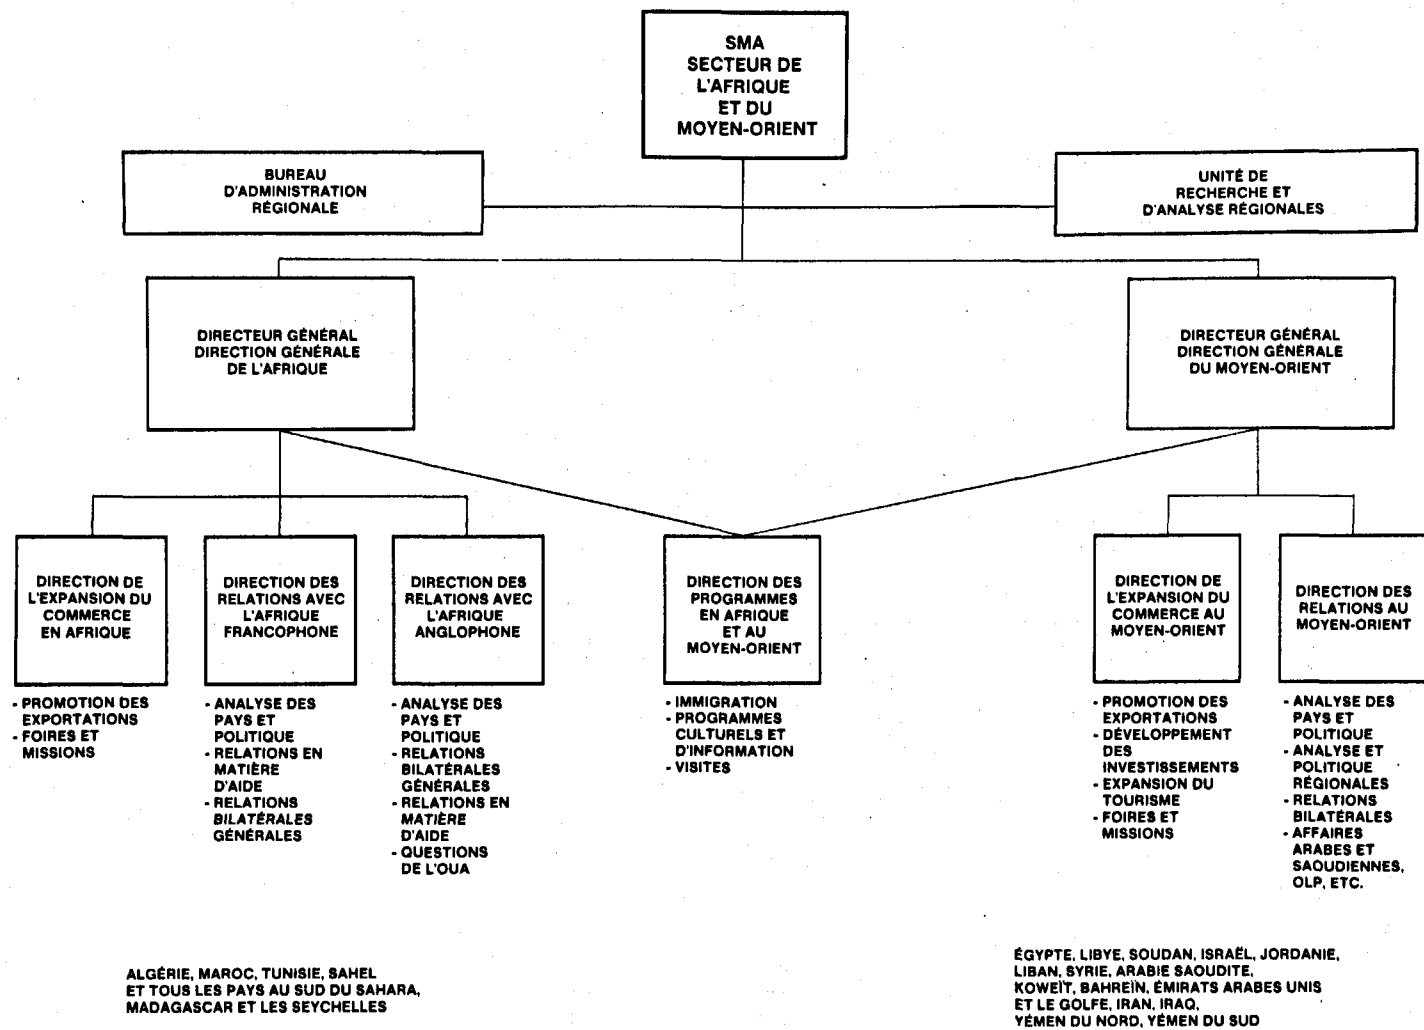 SMA
SECTEUR DE
L'AFRIQUE
ET DU
MOYEN-ORIENT
BUREAU
D'ADMINISTRATION
RÉGIONALE
UNITÉ DE
RECHERCHE ET
D'ANALYSE RÉGIONALES
DIRECTEUR GÉNÉRAL
DIRECTION GÉNÉRALE
DE L'AFRIQUE
DIRECTEUR GÉNÉRAL
DIRECTION GÉNÉRALE
DU MOYEN-ORIENT
DIRECTION DE
L'EXPANSION DU
COMMERCE
EN AFRIQUE
- PROMOTION DES
EXPORTATIONS
- FOIRES ET
MISSIONS
DIRECTION DES
RELATIONS AVEC
L'AFRIQUE
FRANCOPHONE
- ANALYSE DES
PAYS ET
POLITIQUE
- RELATIONS EN
MATIÈRE
D'AIDE
- RELATIONS
BILATÉRALES
GÉNÉRALES
DIRECTION DES
RELATIONS AVEC
L'AFRIQUE
ANGLOPHONE
- ANALYSE DES
PAYS ET
POLITIQUE
- RELATIONS
BILATÉRALES
GÉNÉRALES
- RELATIONS EN
MATIÈRE
D'AIDE
- QUESTIONS
DE L'OUA
DIRECTION DES
PROGRAMMES
EN AFRIQUE
ET AU
MOYEN-ORIENT
- IMMIGRATION
- PROGRAMMES
CULTURELS ET
D'INFORMATION
- VISITES
DIRECTION DE
L'EXPANSION DU
COMMERCE AU
MOYEN-ORIENT
- PROMOTION DES
EXPORTATIONS
- DÉVELOPPEMENT
DES
INVESTISSEMENTS
- EXPANSION DU
TOURISME
- FOIRES ET
MISSIONS
DIRECTION DES
RELATIONS AU
MOYEN-ORIENT
- ANALYSE DES
PAYS ET
POLITIQUE
- ANALYSE ET
POLITIQUE
RÉGIONALES
- RELATIONS
BILATÉRALES
- AFFAIRES
ARABES ET
SAOUDIENNES,
OLP, ETC.
ALGÉRIE, MAROC, TUNISIE, SAHEL
ET TOUS LES PAYS AU SUD DU SAHARA,
MADAGASCAR ET LES SEYCHELLES
ÉGYPTE, LIBYE, SOUDAN, ISRAËL, JORDANIE,
LIBAN, SYRIE, ARABIE SAOUDITE,
KOWEÏT, BAHREÏN, ÉMIRATS ARABES UNIS
ET LE GOLFE, IRAN, IRAQ,
YÉMEN DU NORD, YÉMEN DU SUD